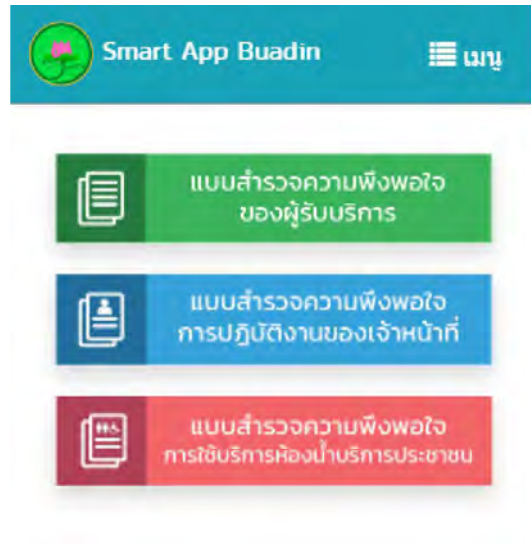 Smart App Buadin
เมนู
แบบสำรวจความพึงพอใจ
ของผู้รับบริการ
แบบสำรวจความพึงพอใจ
การปฏิบัติงานของเจ้าหน้าที่
แบบสำรวจความพึงพอใจ
การใช้บริการห้องน้ำบริการประชาชน